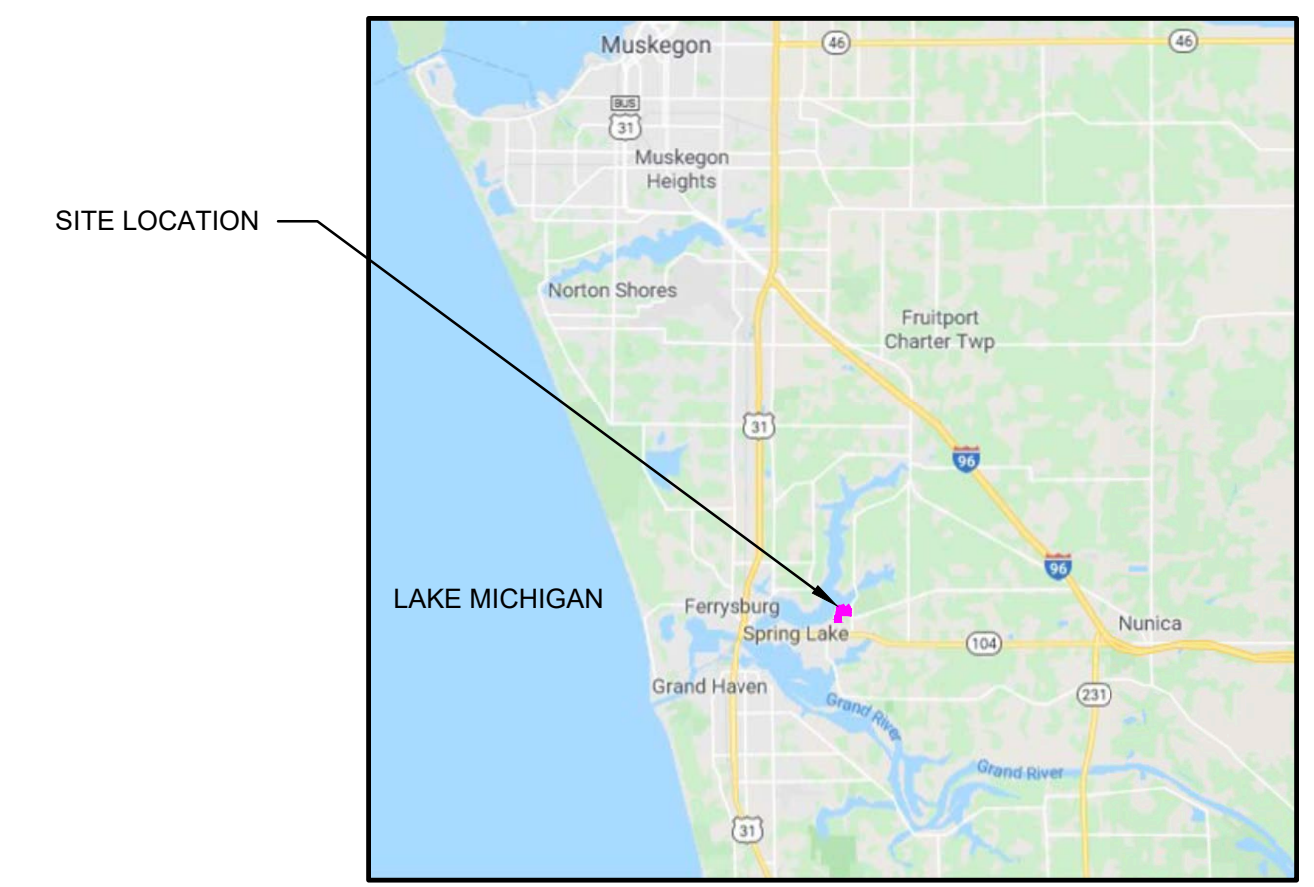 Muskegon
46
46
BUS
31
Muskegon
Heights
SITE LOCATION
Norton Shores
Fruitport
Charter Twp
31
96
96
LAKE MICHIGAN
Ferrysburg
Nunica
Spring Lake
104
Grand Haven
231
Grand River
Grand River
31